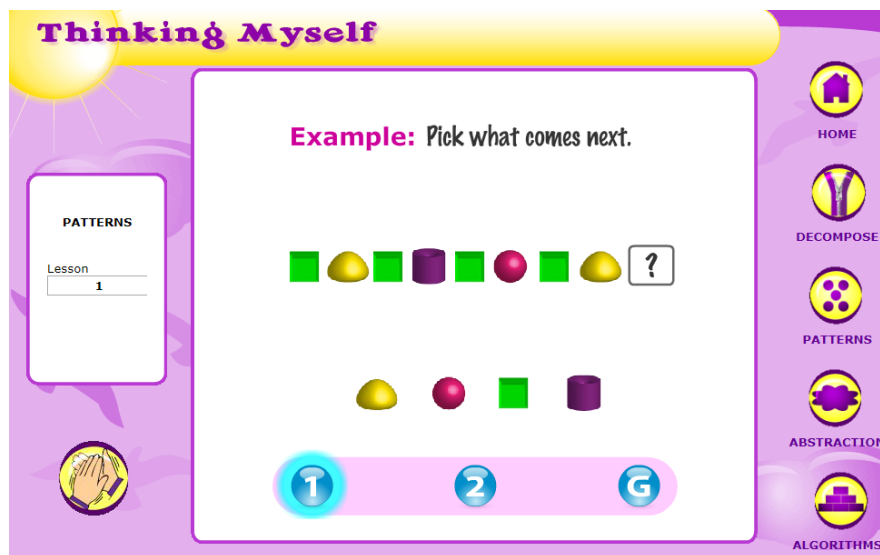 Thinking Myself
Example: Pick what comes next.
PATTERNS
Lesson
1
?
1
2
G
HOME
DECOMPOSE
PATTERNS
ABSTRACTION
ALGORITHMS